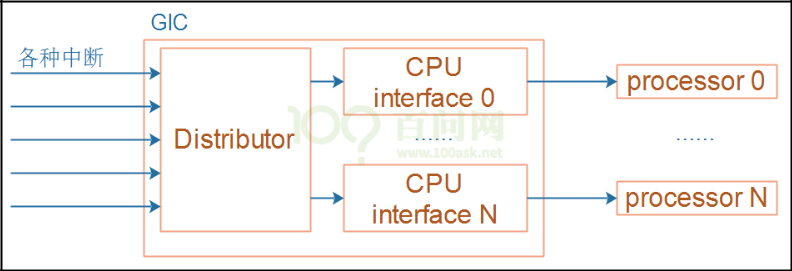 GIC
各种中断
Distributor
CPU
interface 0
processor 0
百问网
www.100ask.net
......
......
CPU
interface N
processor N